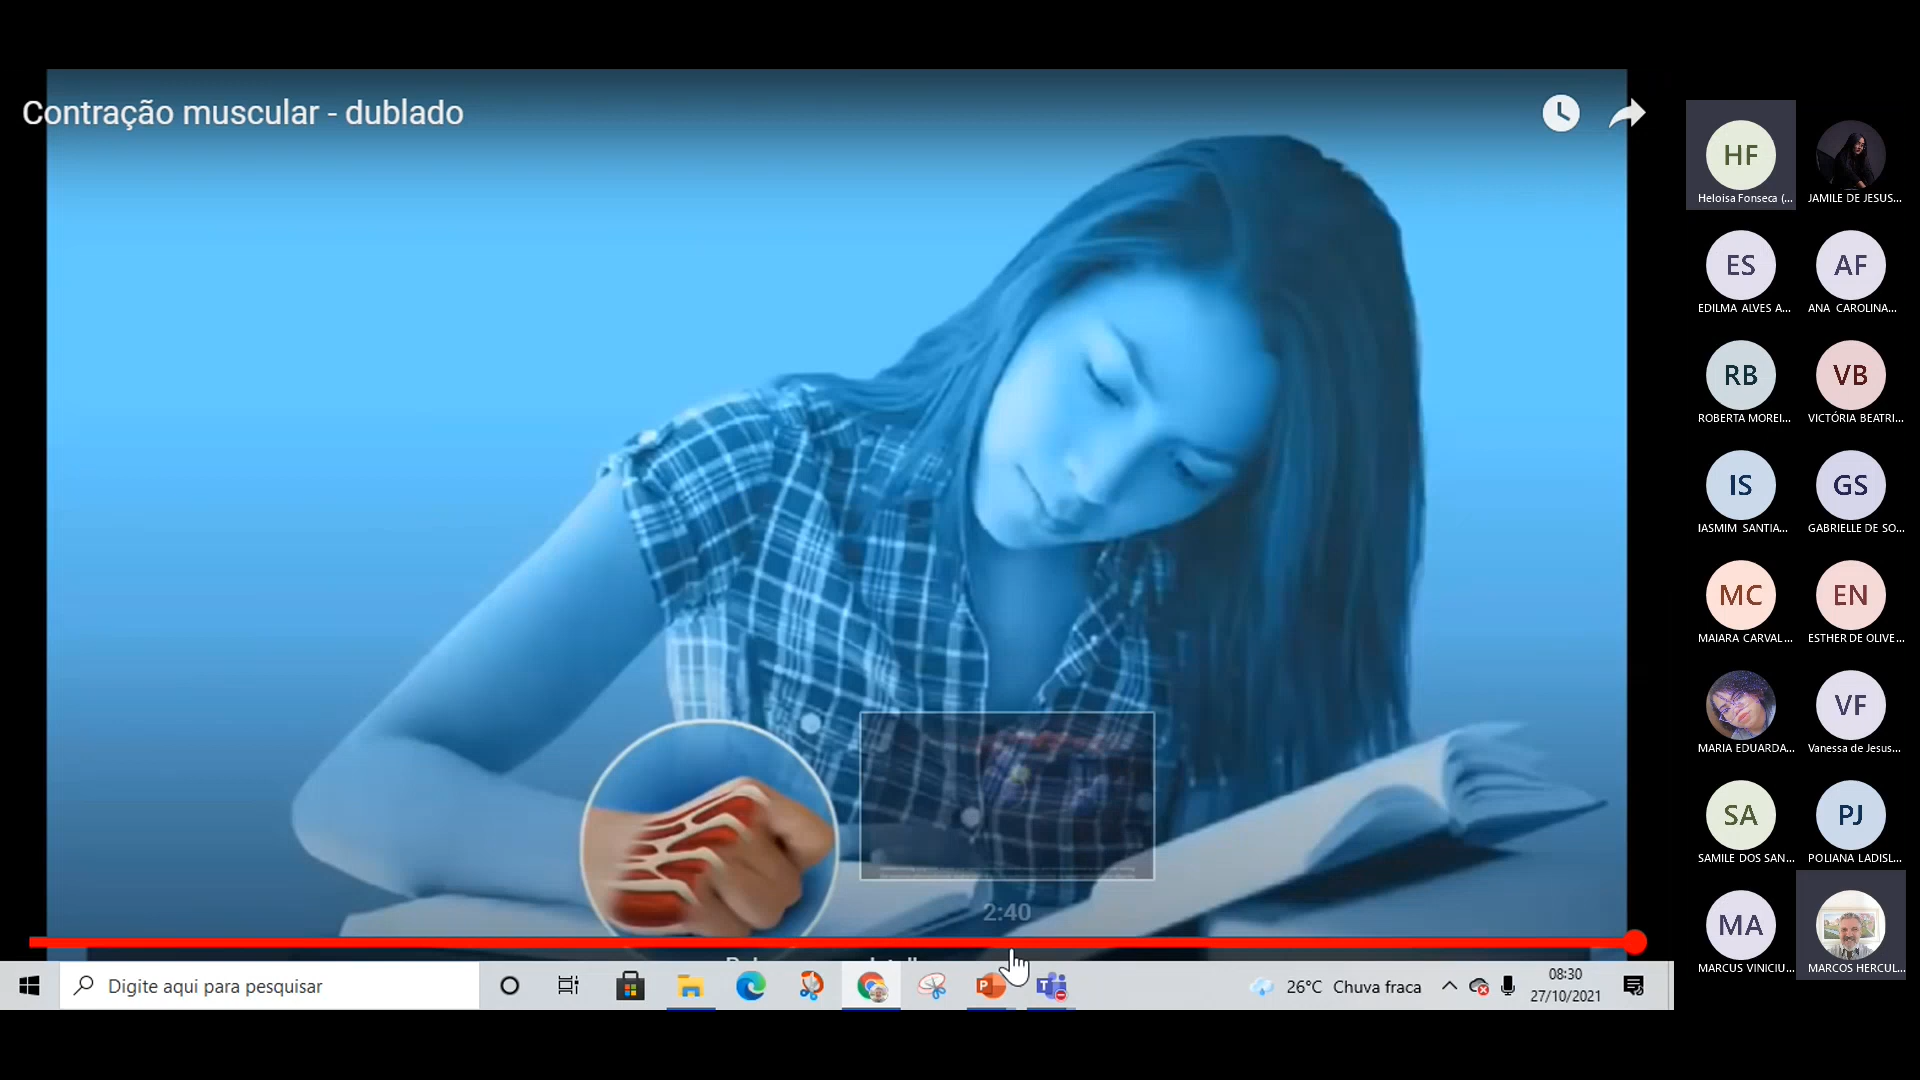 Contração muscular - dublado
HF
Heloisa Fonseca (...
JAMILE DE JESUS...
ES
EDILMA ALVES A...
AF
ANA CAROLINA...
RB
ROBERTA MOREI...
VB
VICTÓRIA BEATRI...
IS
IASMIM SANTIA...
GS
GABRIELLE DE SO...
MC
MAIARA CARVAL...
EN
ESTHER DE OLIVE...
MARIA EDUARDA...
VF
Vanessa de Jesus...
SA
SAMILE DOS SAN...
PJ
POLIANA LADISL...
MA
MARCUS VINICIU...
MARCOS HERCUL...
2:40
Digite aqui para pesquisar
26°C Chuva fraca
08:30
27/10/2021